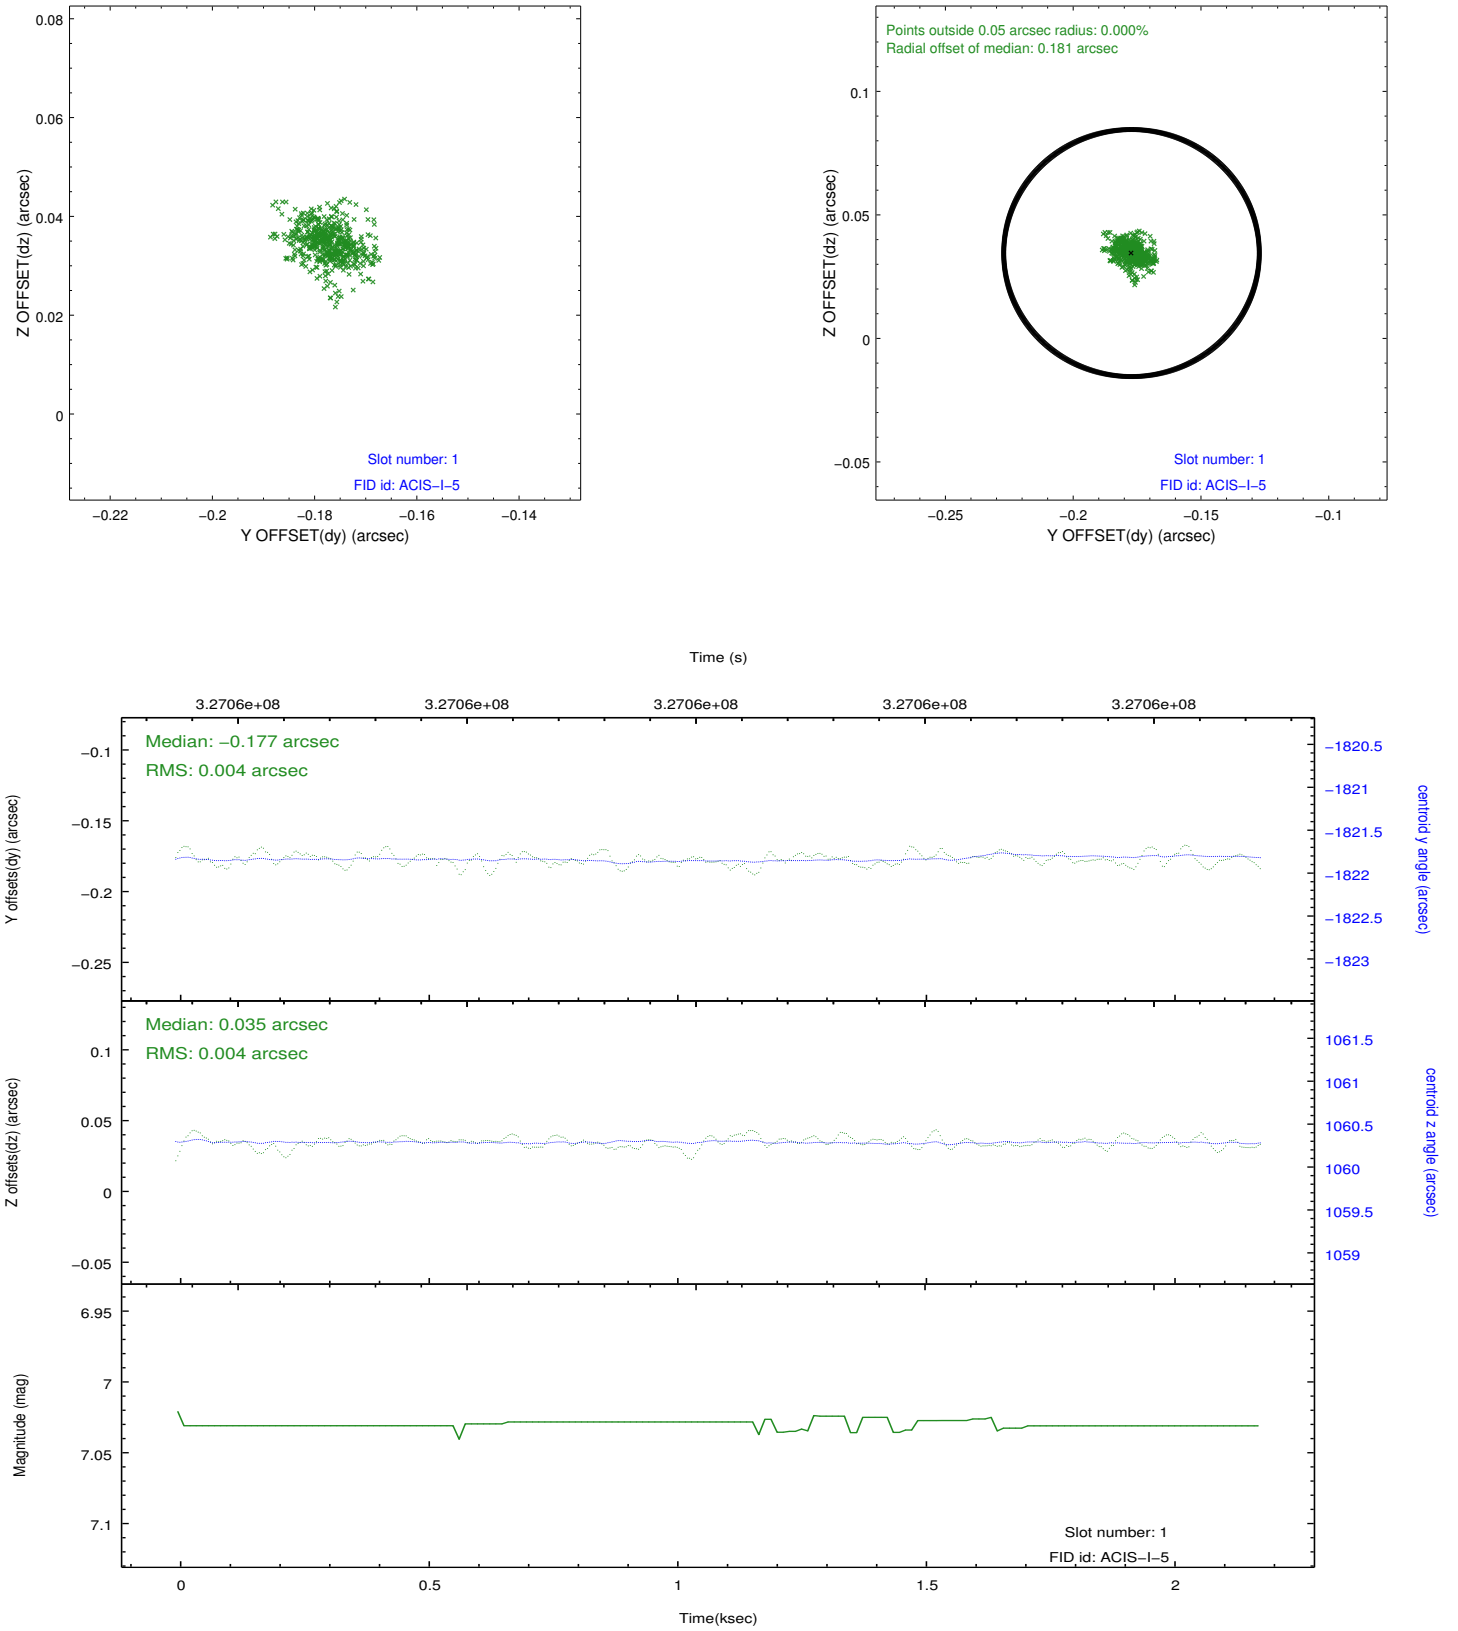 0.08
0.06
0.04
0.02
0
Z OFFSET(dz) (arcsec)
Slot number: 1
FID id: ACIS−I−5
−0.22 −0.2 −0.18 −0.16 −0.14
Y OFFSET(dy) (arcsec)
Points outside 0.05 arcsec radius: 0.000%
Radial offset of median: 0.181 arcsec
0.1
0.05
0
−0.05
Z OFFSET(dz) (arcsec)
Slot number: 1
FID id: ACIS−I−5
−0.25 −0.2 −0.15 −0.1
Y OFFSET(dy) (arcsec)
Time (s)
3.2706e+08 3.2706e+08 3.2706e+08 3.2706e+08 3.2706e+08
Median: −0.177 arcsec
RMS: 0.004 arcsec
−0.1
−0.15
−0.2
−0.25
Y offsets(dy) (arcsec)
−1820.5
−1821
−1821.5
−1822
−1822.5
−1823
centroid y angle (arcsec)
Median: 0.035 arcsec
RMS: 0.004 arcsec
0.1
0.05
0
−0.05
Z offsets(dz) (arcsec)
1061.5
1061
1060.5
1060
1059.5
1059
centroid z angle (arcsec)
6.95
7
7.05
7.1
Magnitude (mag)
Slot number: 1
FID id: ACIS−I−5
0 0.5 1 1.5 2
Time(ksec)